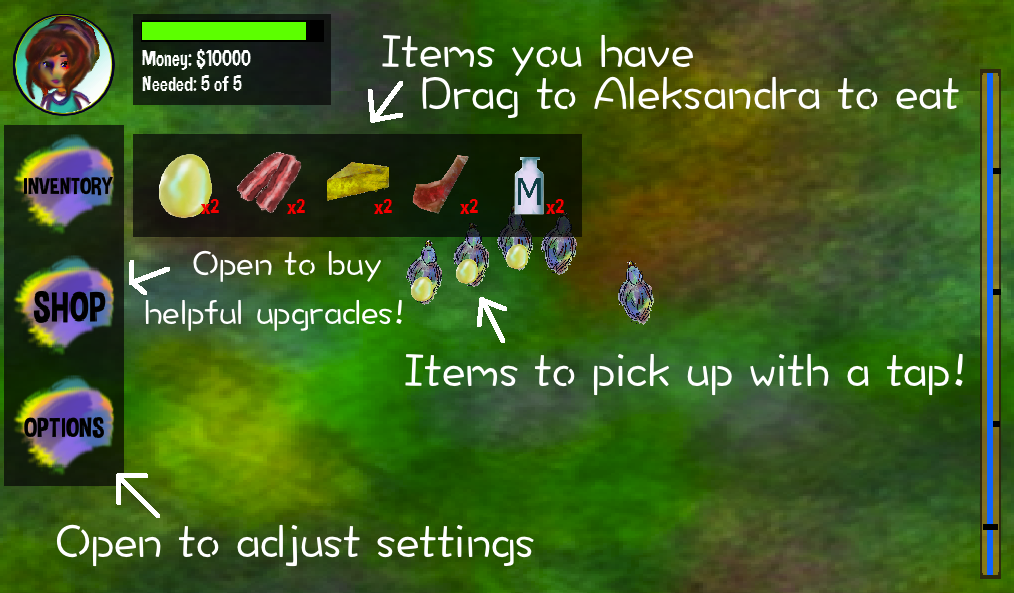 Money: $10000
Needed: 5 of 5
Items you have
Drag to Aleksandra to eat
INVENTORY
x2
x2
x2
x2
M
x2
Open to buy
helpful upgrades!
SHOP
Items to pick up with a tap!
OPTIONS
Open to adjust settings